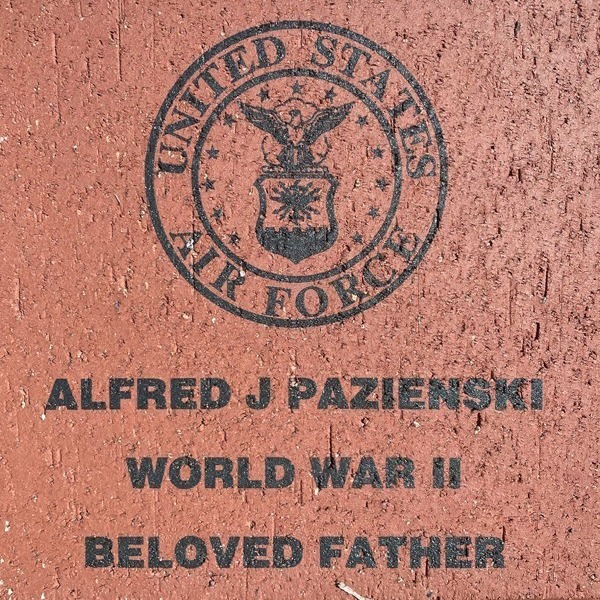 UNITED STATES
AIR FORCE
ALFRED J PAZIENSKI
WORLD WAR II
BELOVED FATHER